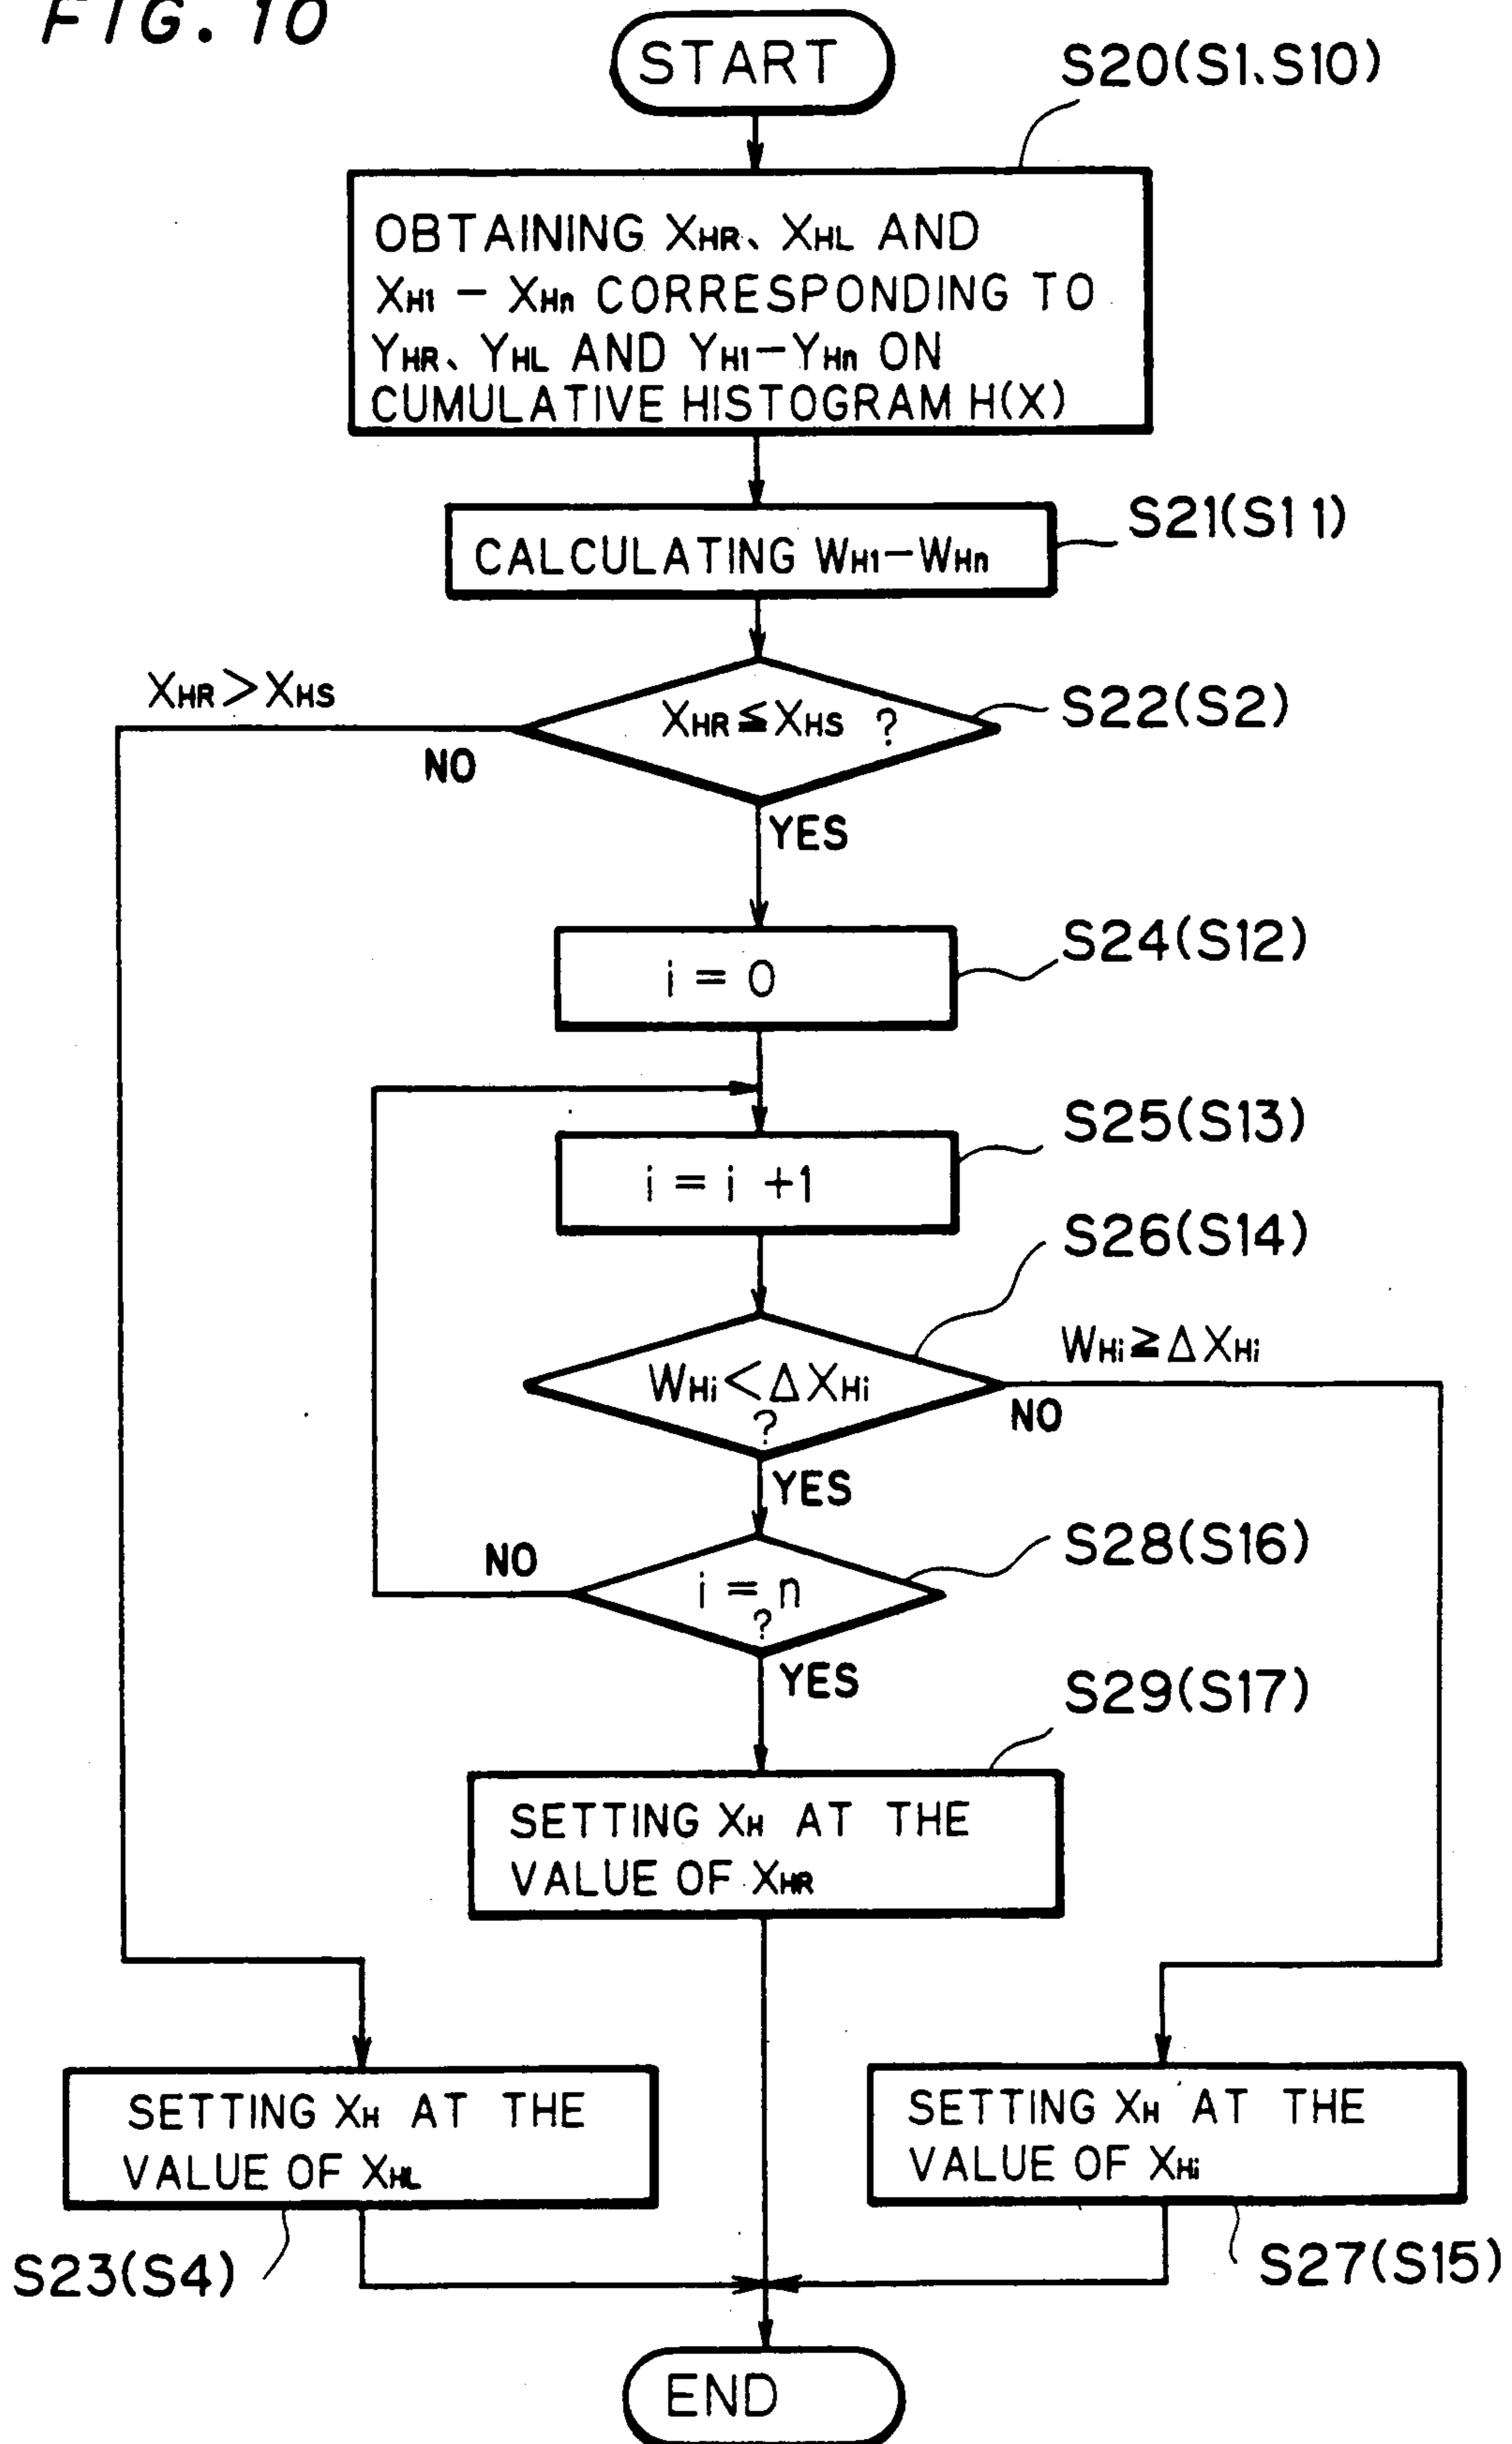 FIG. 10
START
S20(S1、S10)
OBTAINING XHR、XHL AND
XH1 – XHn CORRESPONDING TO
YHR、YHL AND YH1–YHn ON
CUMULATIVE HISTOGRAM H(X)
S21(S11)
CALCULATING WH1–WHn
XHR>XHS
XHR≦XHS ?
S22(S2)
NO
YES
S24(S12)
i = 0
S25(S13)
i = i +1
S26(S14)
WHi≧ΔXHi
WHi<ΔXHi
?
NO
YES
S28(S16)
NO
i = n
?
YES
S29(S17)
SETTING XH AT THE
VALUE OF XHR
SETTING XH AT THE
VALUE OF XHL
SETTING XH AT THE
VALUE OF XHi
S23(S4)
S27(S15)
END